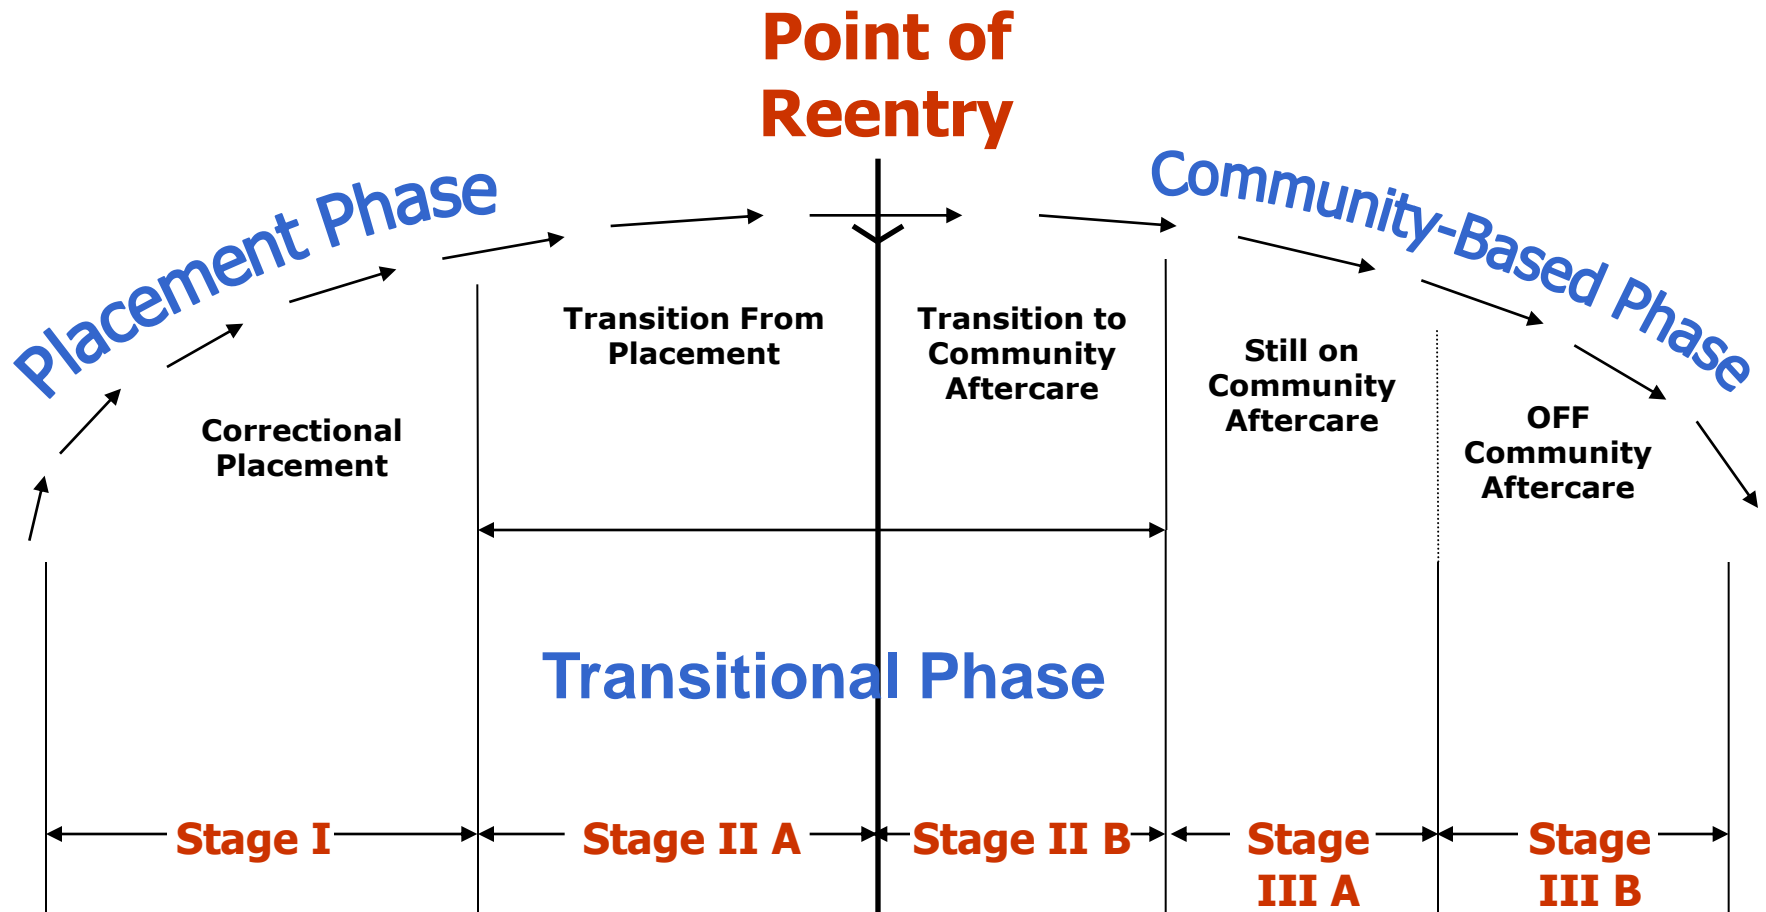 Point of
Reentry
Placement Phase
Community-Based Phase
Transition From
Placement
Transition to
Community
Aftercare
Still on
Community
Aftercare
OFF
Community
Aftercare
Correctional
Placement
Transitional Phase
Stage I
Stage II A
Stage II B
Stage
III A
Stage
III B